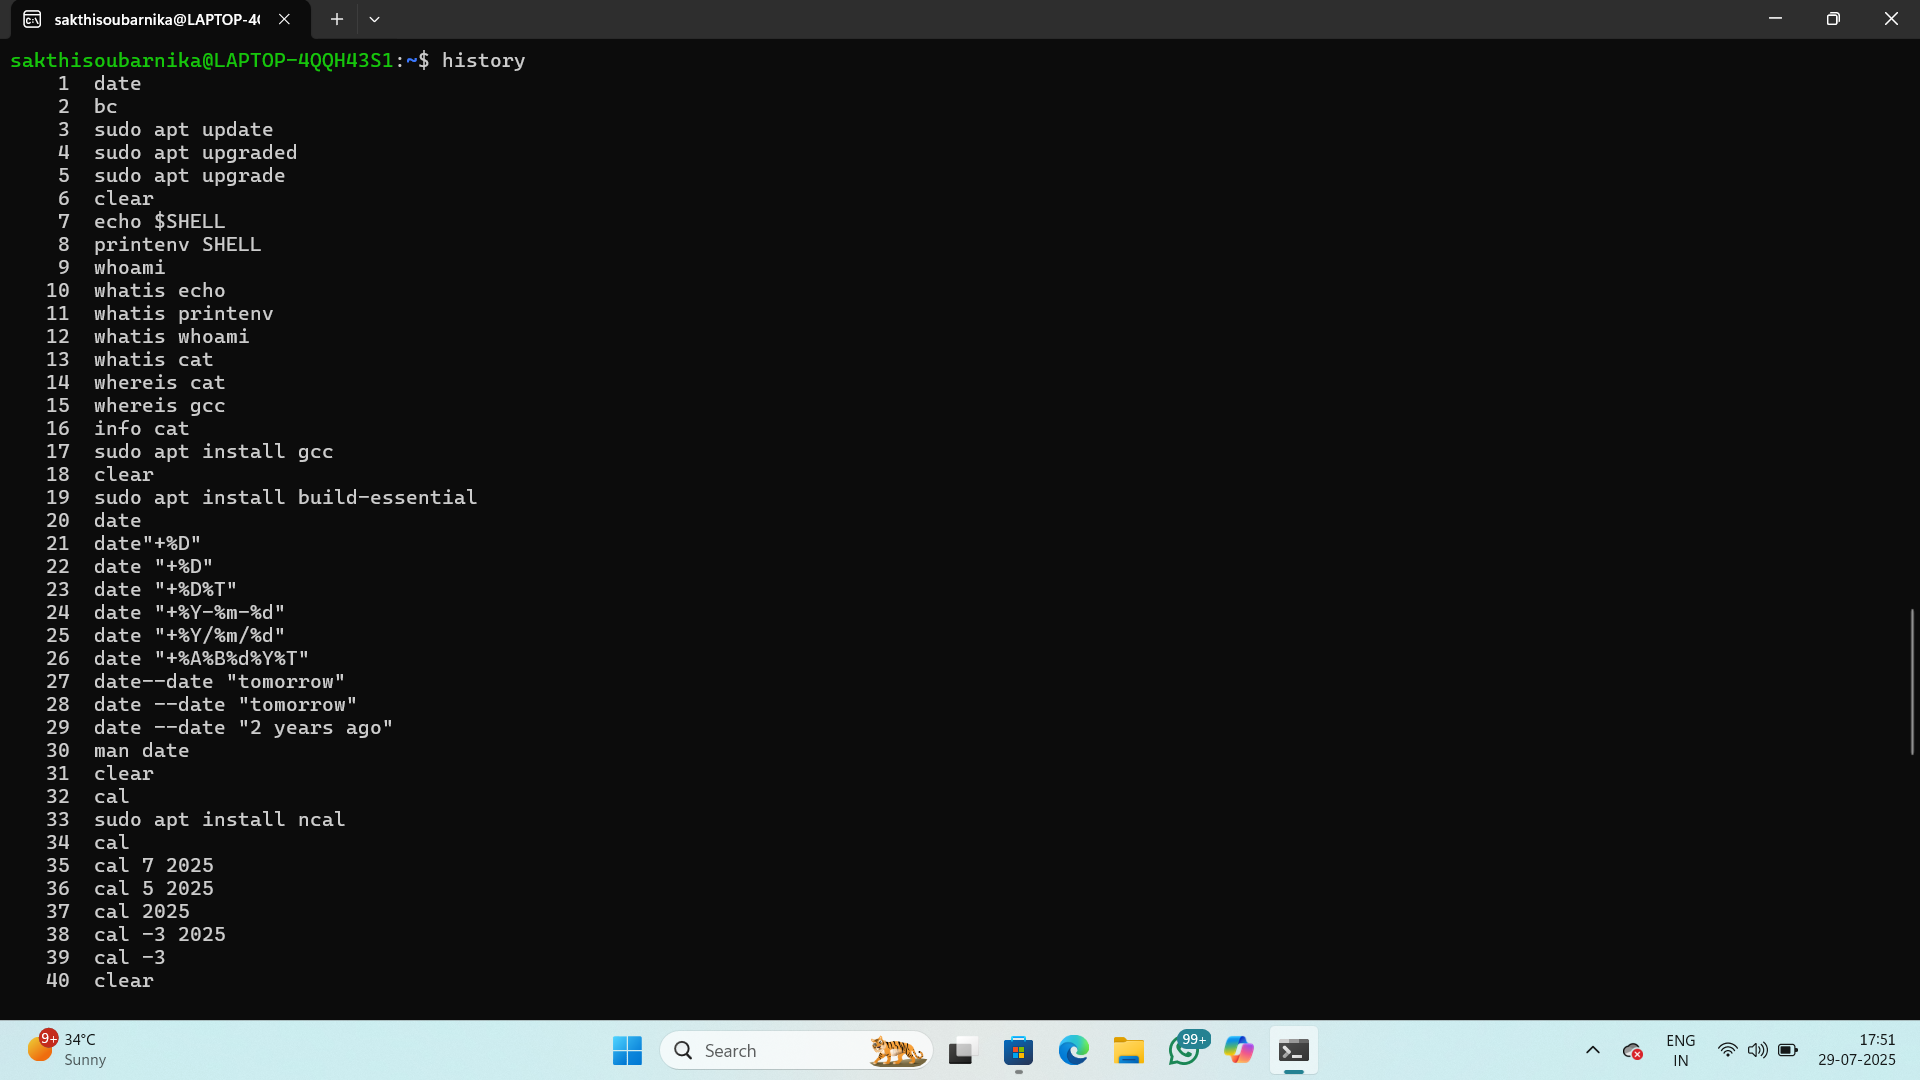 sakthisoubarnika@LAPTOP-4Q
sakthisoubarnika@LAPTOP-4QQH43S1:~$ history
1 date
2 bc
3 sudo apt update
4 sudo apt upgraded
5 sudo apt upgrade
6 clear
7 echo $SHELL
8 printenv SHELL
9 whoami
10 whatis echo
11 whatis printenv
12 whatis whoami
13 whatis cat
14 whereis cat
15 whereis gcc
16 info cat
17 sudo apt install gcc
18 clear
19 sudo apt install build-essential
20 date
21 date"+%D"
22 date "+%D"
23 date "+%D%T"
24 date "+%Y-%m-%d"
25 date "+%Y/%m/%d"
26 date "+%A%B%d%Y%T"
27 date--date "tomorrow"
28 date --date "tomorrow"
29 date --date "2 years ago"
30 man date
31 clear
32 cal
33 sudo apt install ncal
34 cal
35 cal 7 2025
36 cal 5 2025
37 cal 2025
38 cal -3 2025
39 cal -3
40 clear
9+
34°C
Sunny
Search
99+
ENG
IN
17:51
29-07-2025